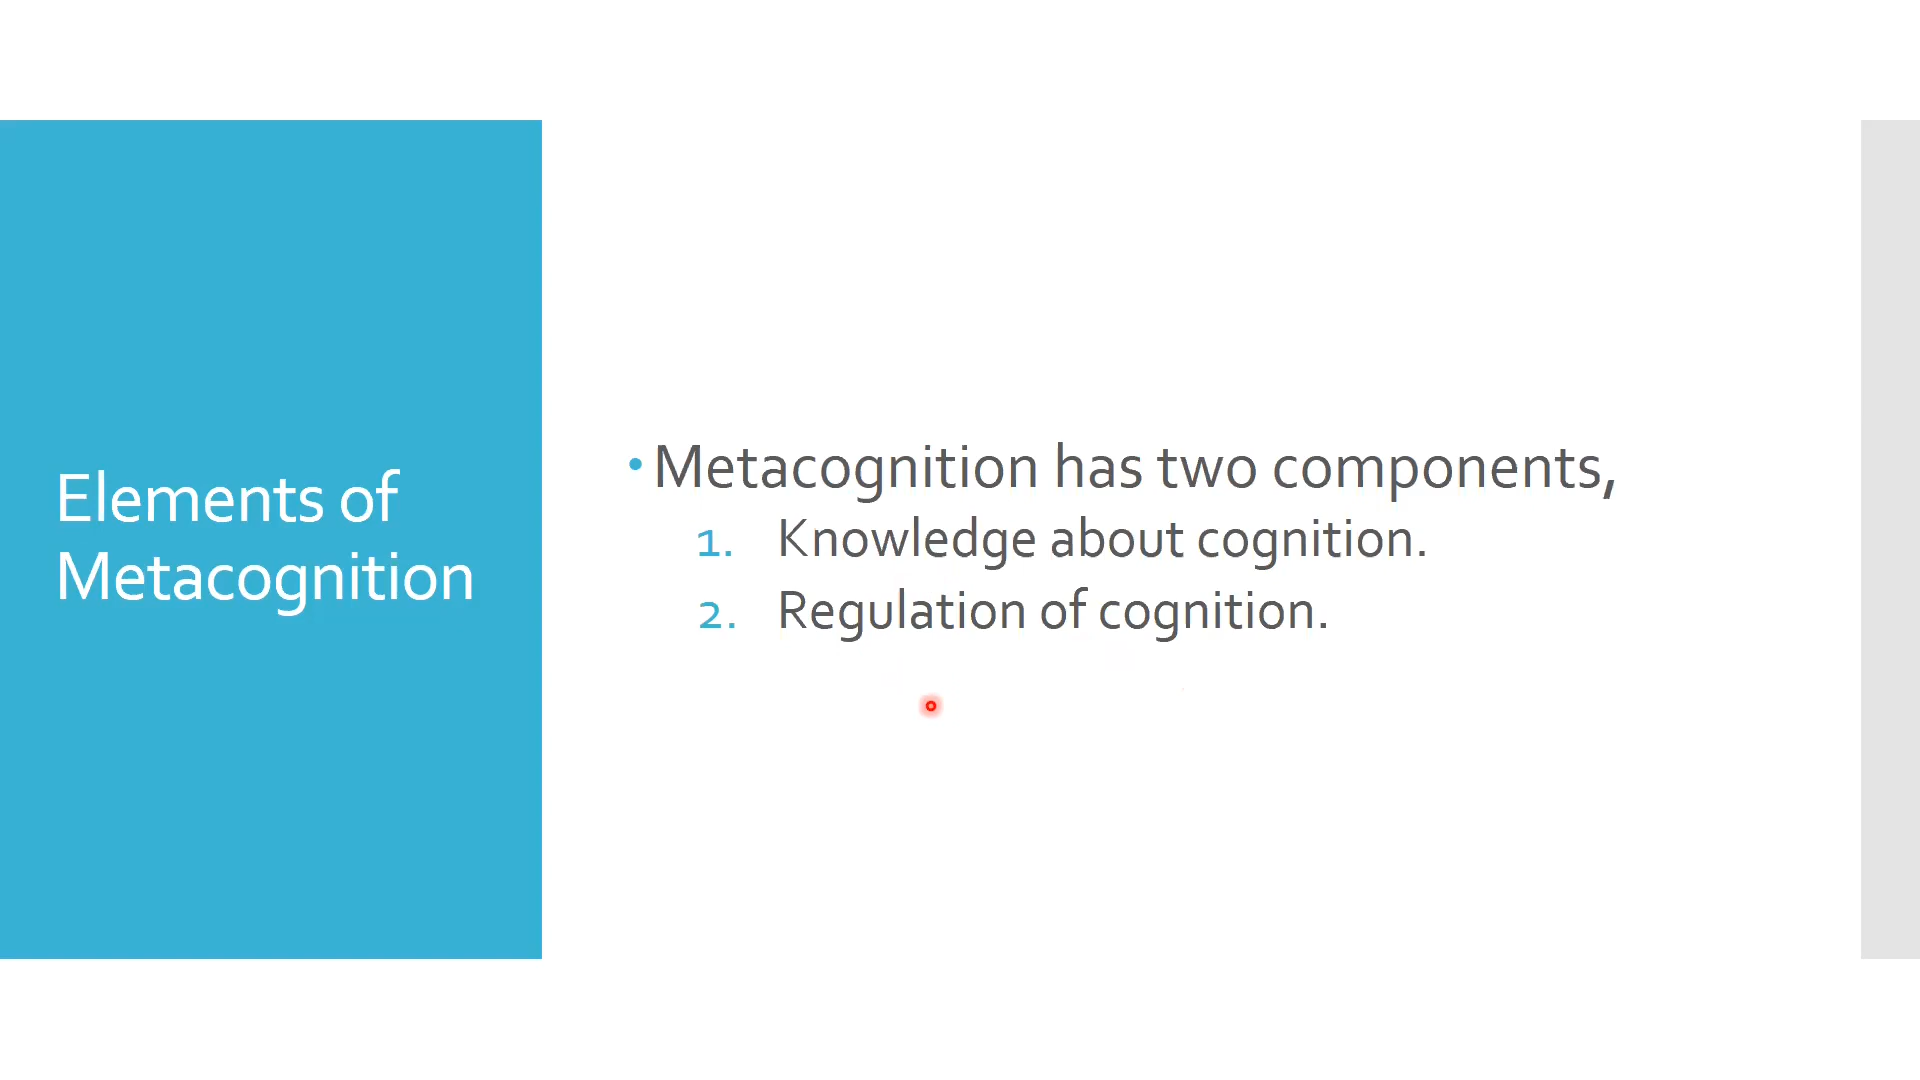 Elements of
Metacognition
• Metacognition has two components,
1. Knowledge about cognition.
2. Regulation of cognition.